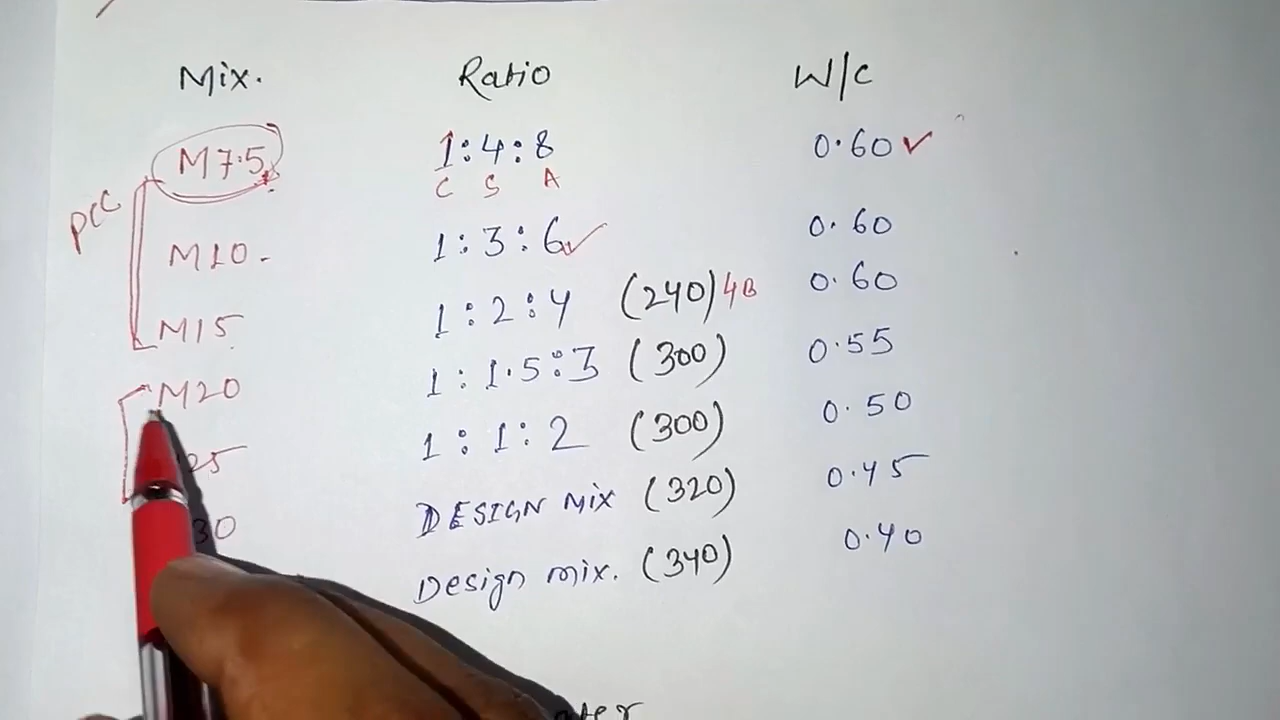 Mix. Ratio W/C
M7.5 1:4:8 0.60 ✓
C S A
PCC
M10. 1:3:6 ✓ 0.60
M15 1:2:4 (240) 4B 0.60
M20 1:1.5:3 (300) 0.55
25 1:1:2 (300) 0.50
30 DESIGN MIX (320) 0.45
Design mix. (340) 0.40